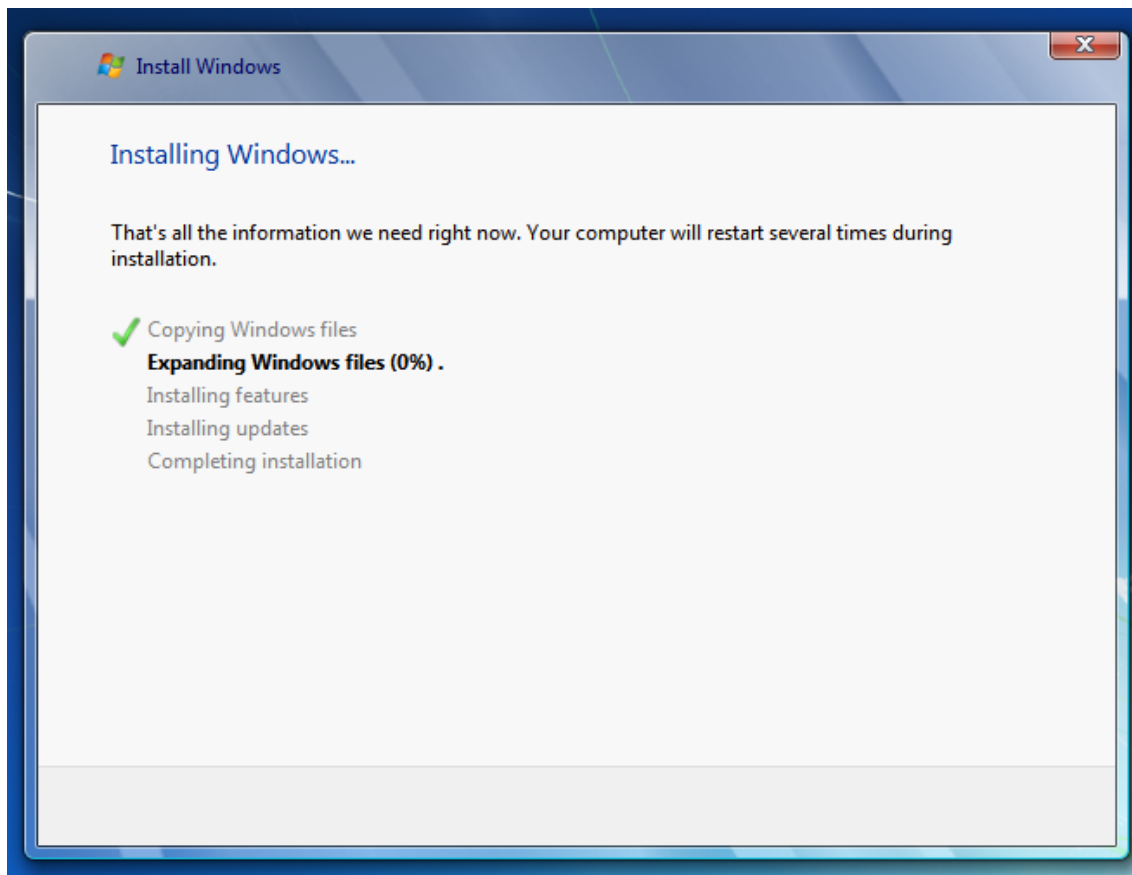 Install Windows
Installing Windows...
That's all the information we need right now. Your computer will restart several times during
installation.
Copying Windows files
Expanding Windows files (0%) .
Installing features
Installing updates
Completing installation